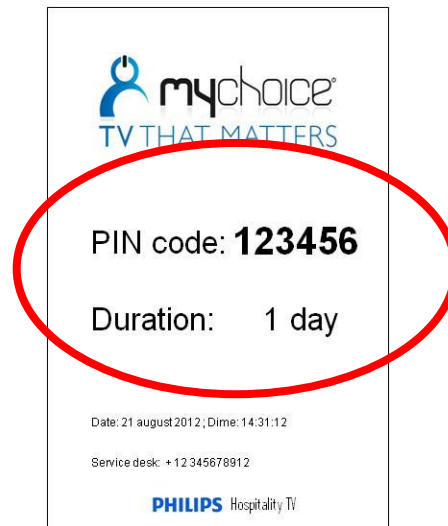 mychoice
TV THAT MATTERS
PIN code: 123456
Duration: 1 day
Date: 21 august 2012 ; Dime: 14:31:12
Service desk: +12 345678912
PHILIPS Hospitality TV